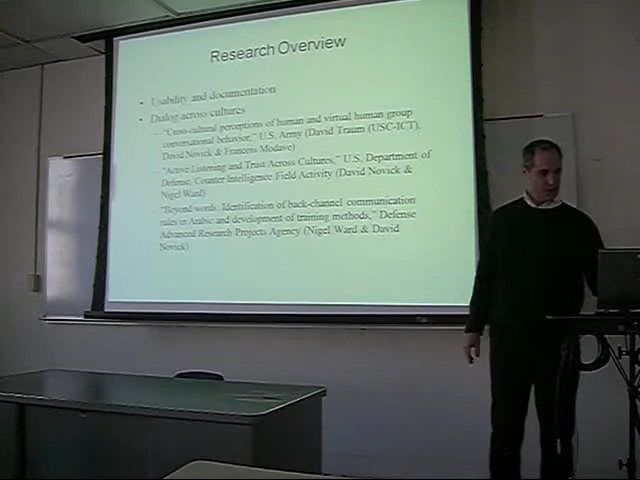 Research Overview
• Usability and documentation
• Dialog across cultures
– "Cross-cultural perceptions of human and virtual human group
conversational behavior," U.S. Army (David Traum (USC-ICT),
David Novick & Francois Modave)
– "Active Listening and Trust Across Cultures," U.S. Department of
Defense, Counter Intelligence Field Activity (David Novick &
Nigel Ward)
– "Beyond words: Identification of back-channel communication
rules in Arabic and development of training methods," Defense
Advanced Research Projects Agency (Nigel Ward & David
Novick)